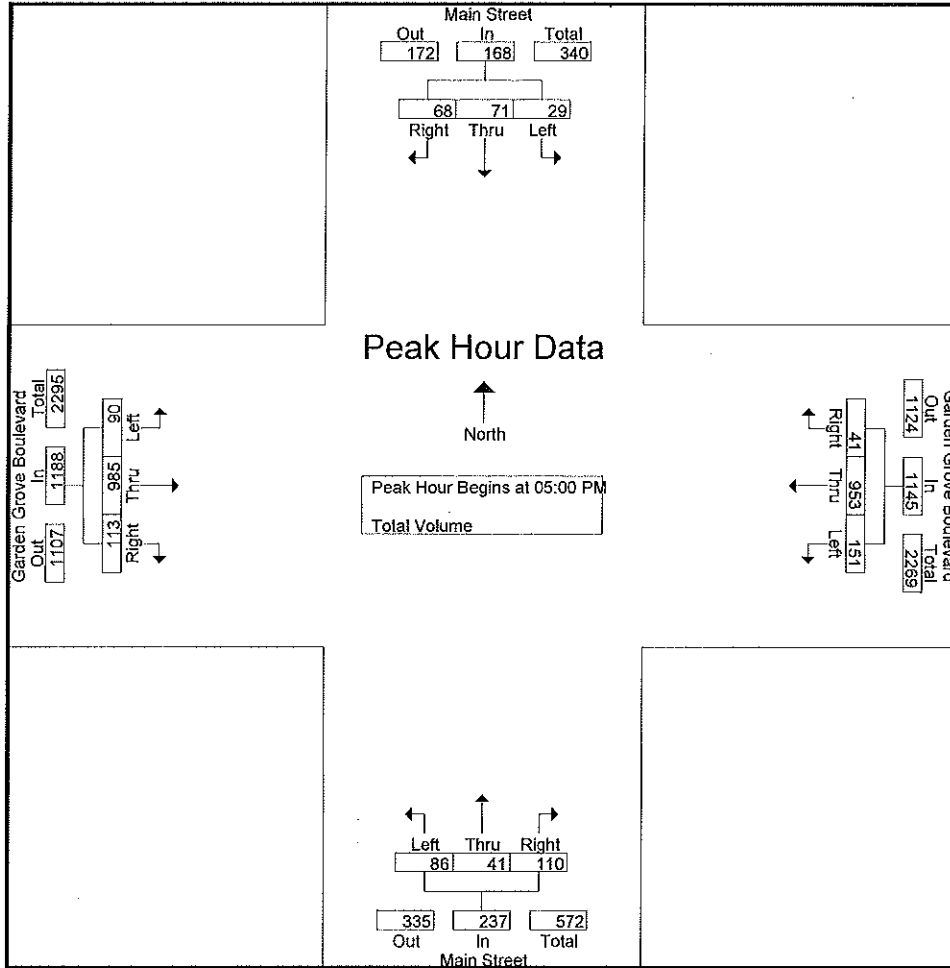 Main Street
Out In Total
172 168 340
68 71 29
Right Thru Left
Peak Hour Data
North
Peak Hour Begins at 05:00 PM
Total Volume
Garden Grove Boulevard
Total In Out
2295 1188 1107
90 985 113
Left Thru Right
Right Thru Left
41 953 151
1124 1145 2269
Out In Total
Garden Grove Boulevard
Left Thru Right
86 41 110
335 237 572
Out In Total
Main Street